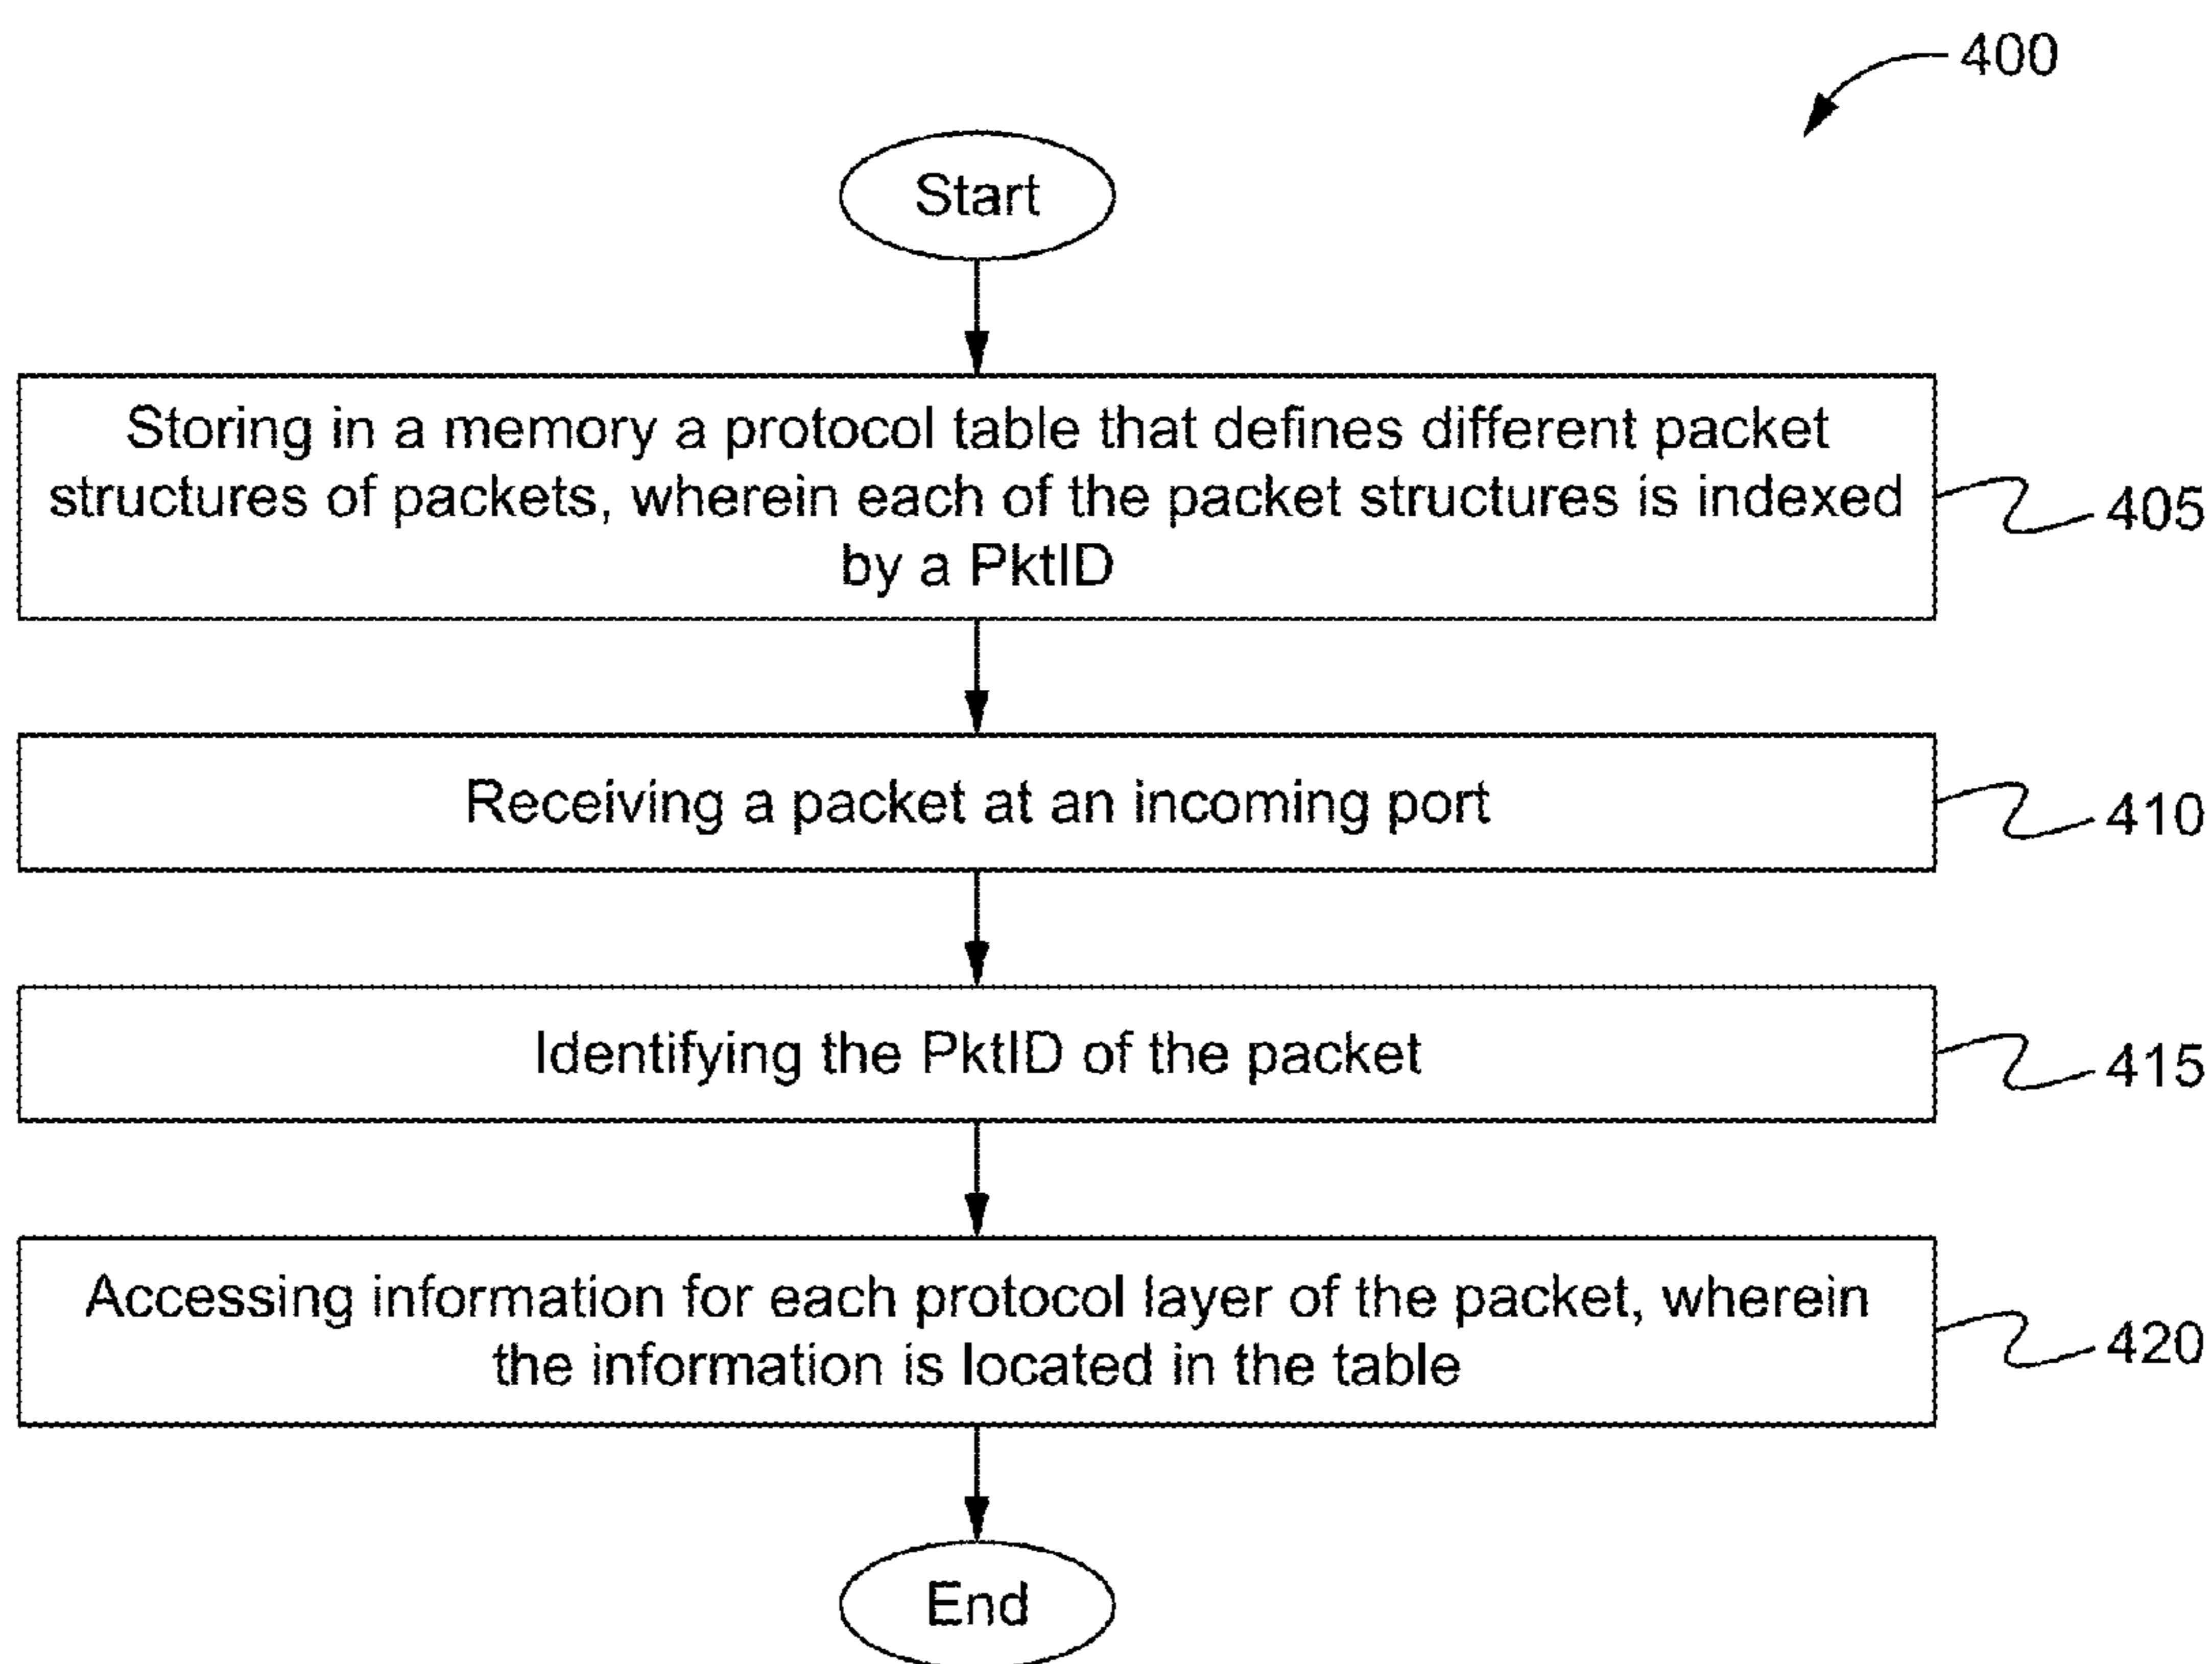 400
Start
Storing in a memory a protocol table that defines different packet
structures of packets, wherein each of the packet structures is indexed
by a PktID
405
Receiving a packet at an incoming port
410
Identifying the PktID of the packet
415
Accessing information for each protocol layer of the packet, wherein
the information is located in the table
420
End